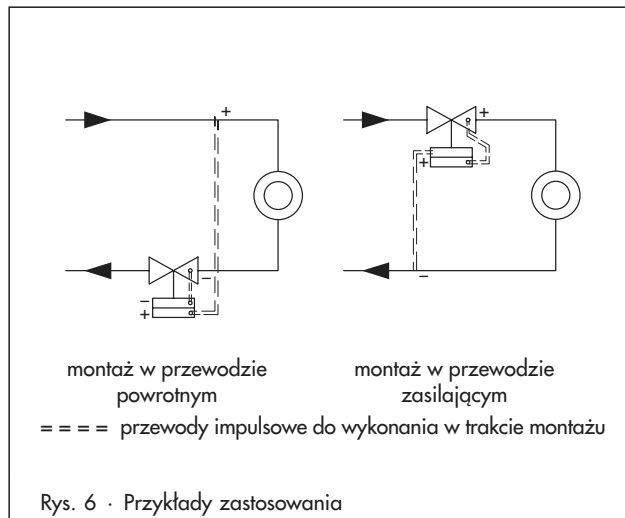 +
+
+
–
–
+
–
montaż w przewodzie
powrotnym
montaż w przewodzie
zasilającym
= = = = przewody impulsowe do wykonania w trakcie montażu
Rys. 6 · Przykłady zastosowania